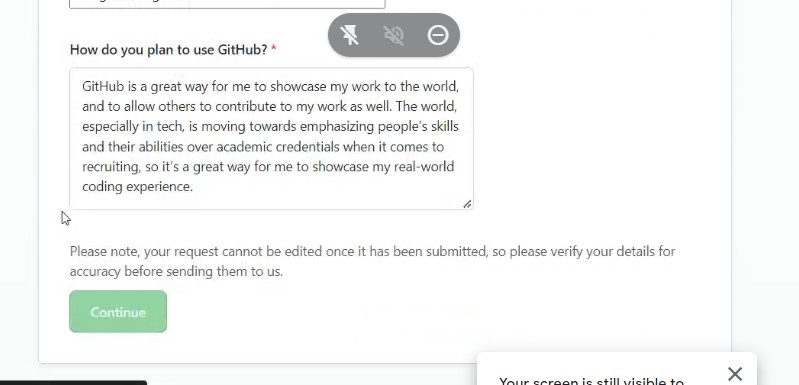 How do you plan to use GitHub? *
GitHub is a great way for me to showcase my work to the world,
and to allow others to contribute to my work as well. The world,
especially in tech, is moving towards emphasizing people's skills
and their abilities over academic credentials when it comes to
recruiting, so it's a great way for me to showcase my real-world
coding experience.
Please note, your request cannot be edited once it has been submitted, so please verify your details for
accuracy before sending them to us.
Continue
Your screen is still visible to